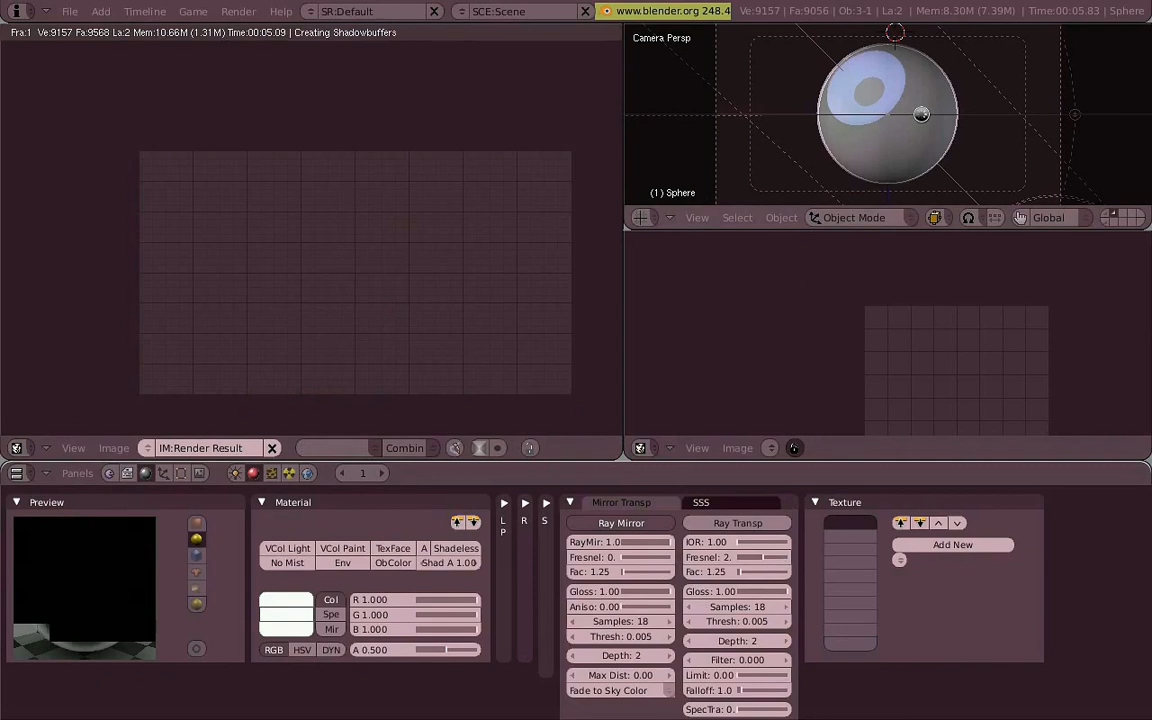 File Add Timeline Game Render Help SR:Default SCE:Scene www.blender.org 248.4 Ve:9157 | Fa:9056 | Ob:3-1 | La:2 | Mem:8.30M (7.39M) | Time:00:05.83 | Sphere
Fra:1 Ve:9157 Fa:9568 La:2 Mem:10.66M (1.31M) Time:00:05.09 | Creating Shadowbuffers
Camera Persp
(1) Sphere
View Select Object Object Mode Global
View Image IM:Render Result Combin
View Image
Panels 1
Preview
Material
L
P
R
S
Mirror Transp SSS
Texture
VCol Light VCol Paint TexFace A Shadeless
No Mist Env ObColor Shad A 1.00
Col R 1.000
Spe G 1.000
Mir B 1.000
RGB HSV DYN A 0.500
Ray Mirror Ray Transp
RayMir: 1.0 IOR: 1.00
Fresnel: 0. Fresnel: 2.
Fac: 1.25 Fac: 1.25
Gloss: 1.00 Gloss: 1.00
Aniso: 0.00 Samples: 18
Samples: 18 Thresh: 0.005
Thresh: 0.005 Depth: 2
Depth: 2 Filter: 0.000
Max Dist: 0.00 Limit: 0.00
Fade to Sky Color Falloff: 1.0
SpecTra: 0.
Add New